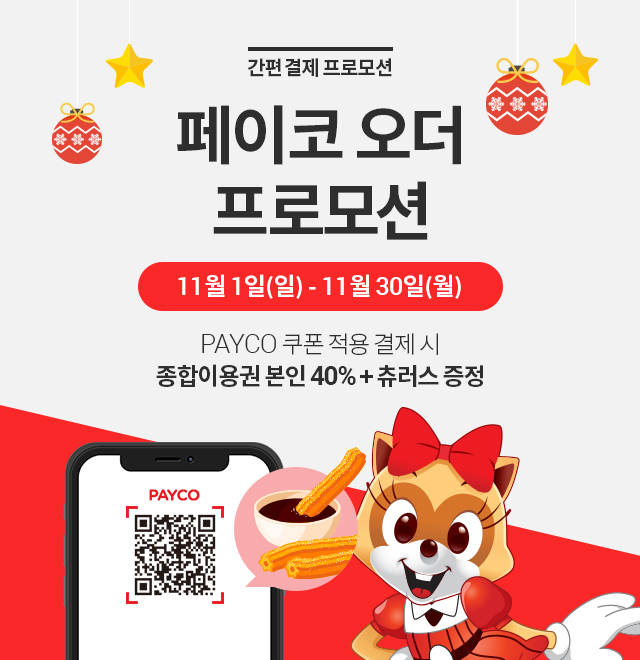 간편 결제 프로모션
페이코 오더
프로모션
11월 1일(일) - 11월 30일(월)
PAYCO 쿠폰 적용 결제 시
종합이용권 본인 40% + 츄러스 증정
PAYCO